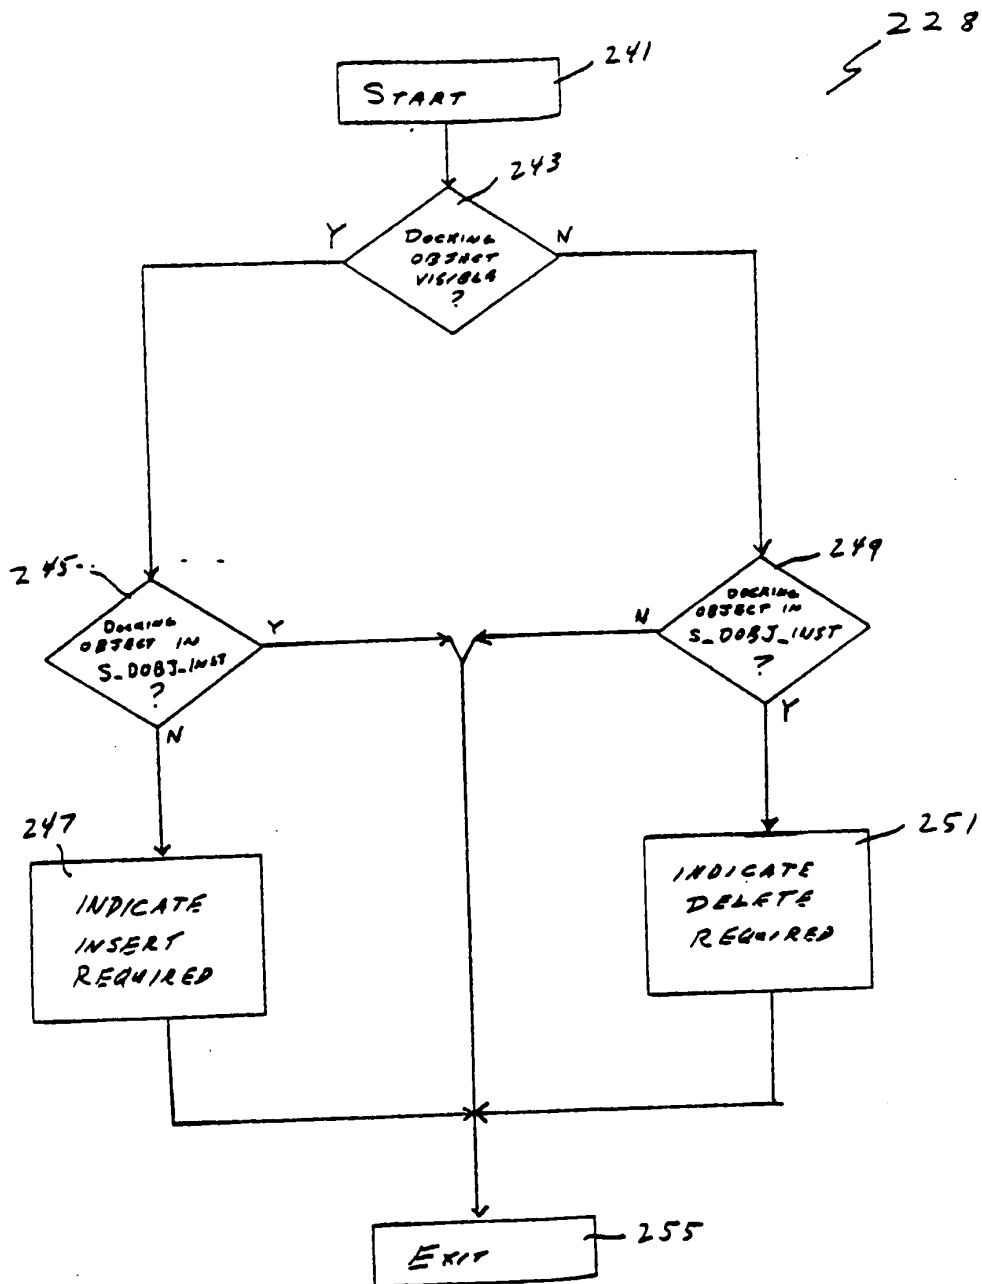 228
241
START
243
Y
DOCKING
OBJECT
VISIBLE
?
N
245
DOCKING
OBJECT IN
S_DOBJ_INST
?
Y
N
249
DOCKING
OBJECT IN
S_DOBJ_INST
?
N
Y
247
INDICATE
INSERT
REQUIRED
251
INDICATE
DELETE
REQUIRED
EXIT
255